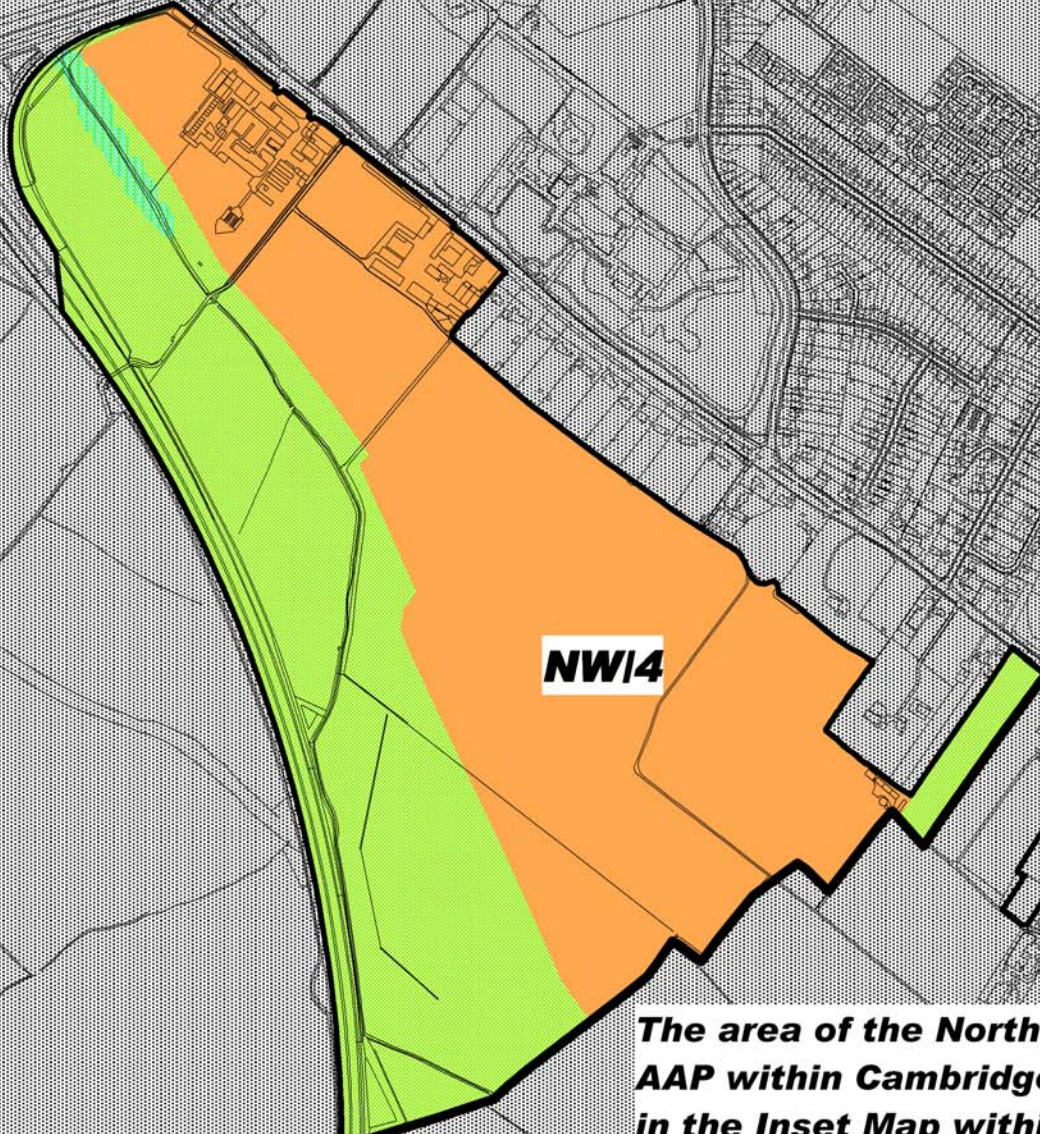 NW/4
The area of the North
AAP within Cambridge
in the Inset Map withi